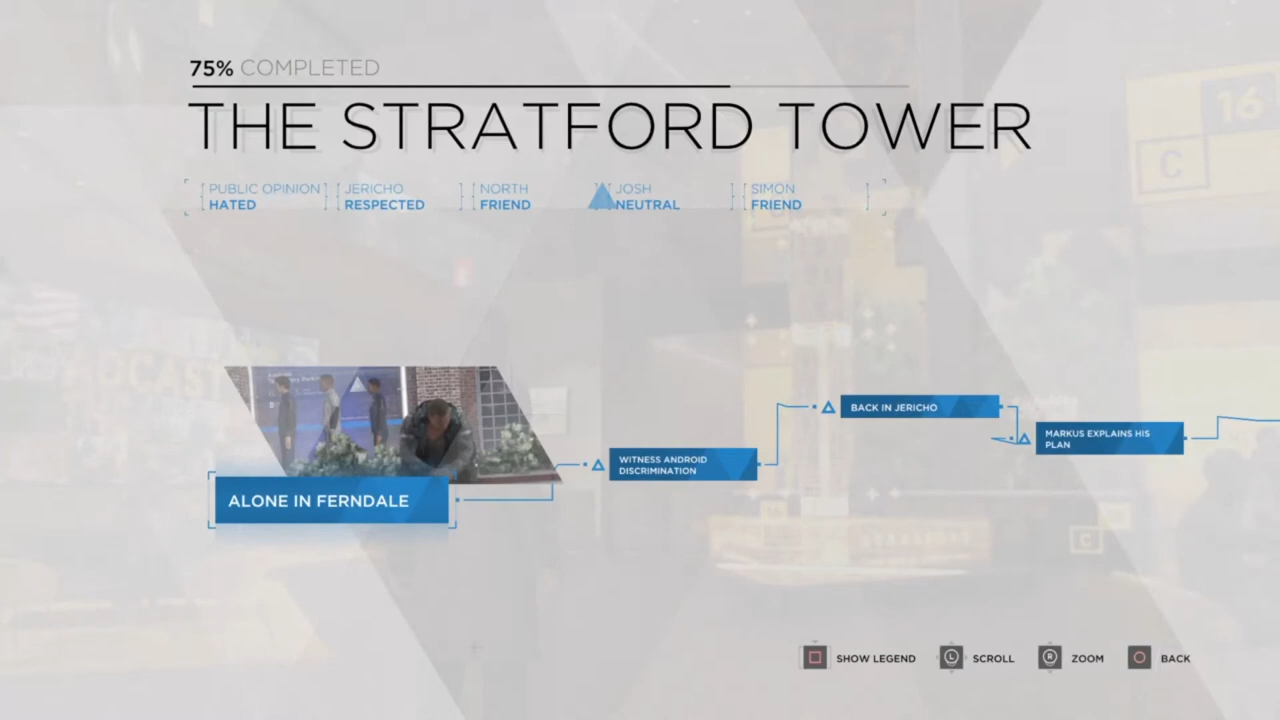 75% COMPLETED
THE STRATFORD TOWER
PUBLIC OPINION
HATED
JERICHO
RESPECTED
NORTH
FRIEND
JOSH
NEUTRAL
SIMON
FRIEND
16
C
BACK IN JERICHO
MARKUS EXPLAINS HIS
PLAN
WITNESS ANDROID
DISCRIMINATION
ALONE IN FERNDALE
C
SHOW LEGEND
L
SCROLL
R
ZOOM
BACK